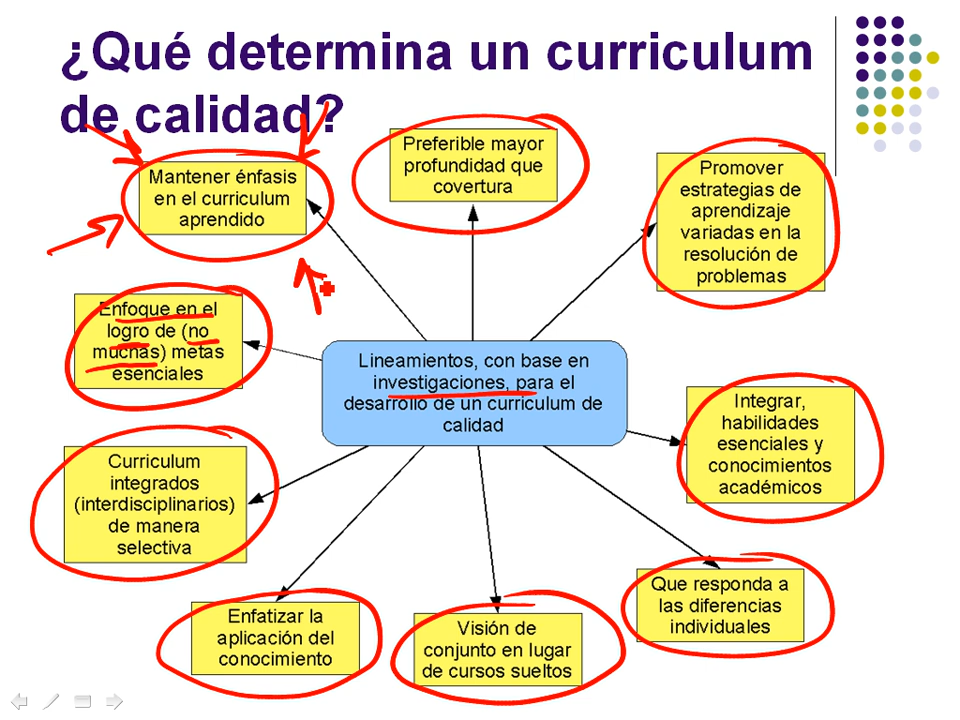 ¿Qué determina un curriculum
de calidad?
Mantener énfasis
en el curriculum
aprendido
Preferible mayor
profundidad que
covertura
Promover
estrategias de
aprendizaje
variadas en la
resolución de
problemas
Enfoque en el
logro de (no
muchas) metas
esenciales
Lineamientos, con base en
investigaciones, para el
desarrollo de un curriculum de
calidad
Integrar,
habilidades
esenciales y
conocimientos
académicos
Curriculum
integrados
(interdisciplinarios)
de manera
selectiva
Enfatizar la
aplicación del
conocimiento
Visión de
conjunto en lugar
de cursos sueltos
Que responda a
las diferencias
individuales